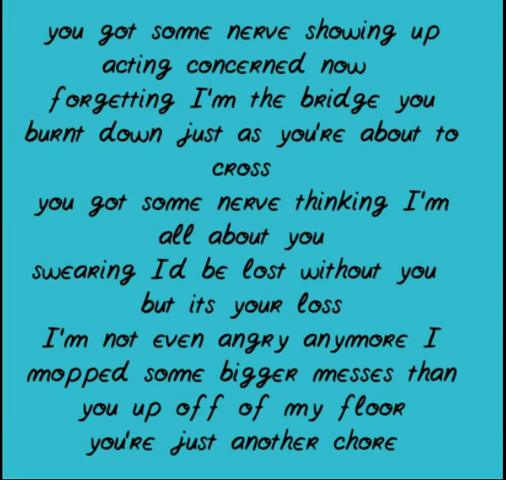 you got some nerve showing up
acting concerned now
forgetting I'm the bridge you
burnt down just as you're about to
cross
you got some nerve thinking I'm
all about you
swearing Id be lost without you
but its your loss
I'm not even angry anymore I
mopped some bigger messes than
you up off of my floor
you're just another chore